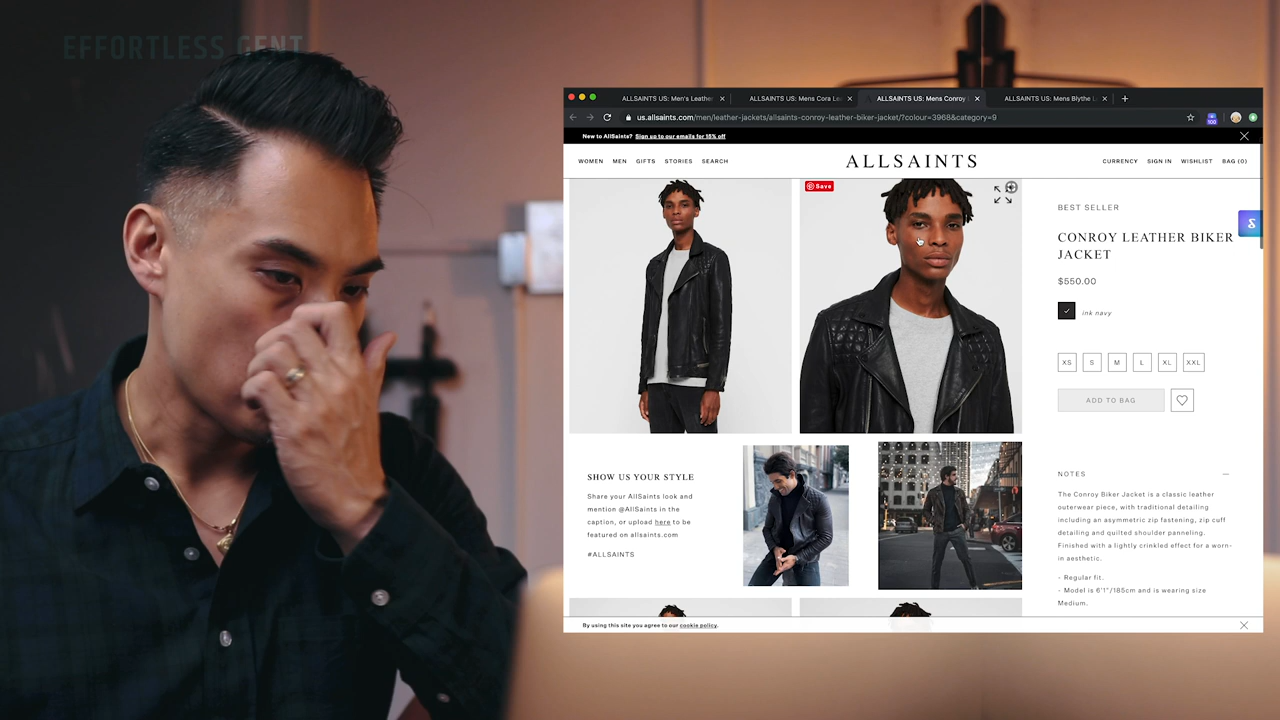 EFFORTLESS GENT
ALLSAINTS US: Men's Leather
ALLSAINTS US: Mens Cora Le
ALLSAINTS US: Mens Conroy
ALLSAINTS US: Mens Blythe L
us.allsaints.com/men/leather-jackets/allsaints-conroy-leather-biker-jacket/?colour=3968&category=9
100
New to AllSaints? Sign up to our emails for 15% off
WOMEN MEN GIFTS STORIES SEARCH
ALLSAINTS
CURRENCY SIGN IN WISHLIST BAG (0)
Save
BEST SELLER
CONROY LEATHER BIKER
JACKET
$550.00
ink navy
XS S M L XL XXL
ADD TO BAG
SHOW US YOUR STYLE
Share your AllSaints look and
mention @AllSaints in the
caption, or upload here to be
featured on allsaints.com
#ALLSAINTS
NOTES
The Conroy Biker Jacket is a classic leather
outerwear piece, with traditional detailing
including an asymmetric zip fastening, zip cuff
detailing and quilted shoulder panneling.
Finished with a lightly crinkled effect for a worn-
in aesthetic.
- Regular fit.
- Model is 6'1"/185cm and is wearing size
Medium.
By using this site you agree to our cookie policy.